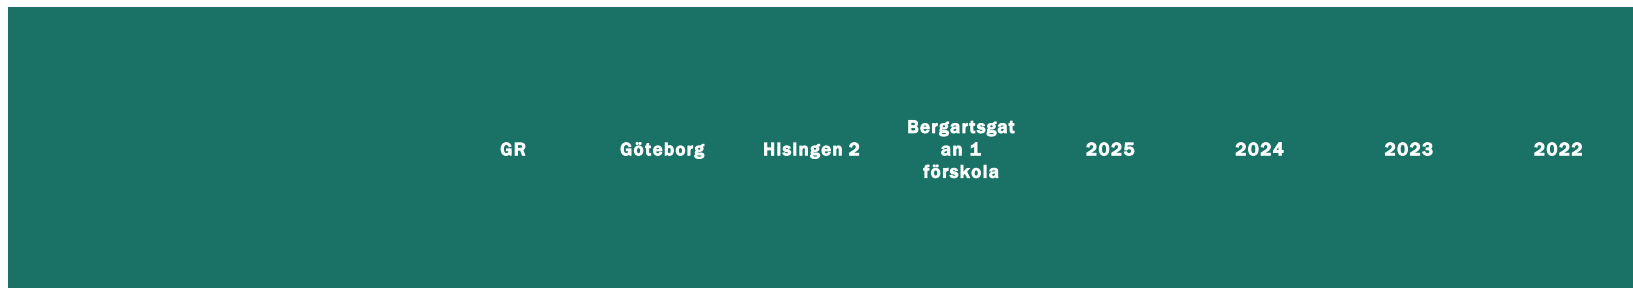 GR Göteborg Hisingen 2 Bergartsgat
an 1
förskola 2025 2024 2023 2022